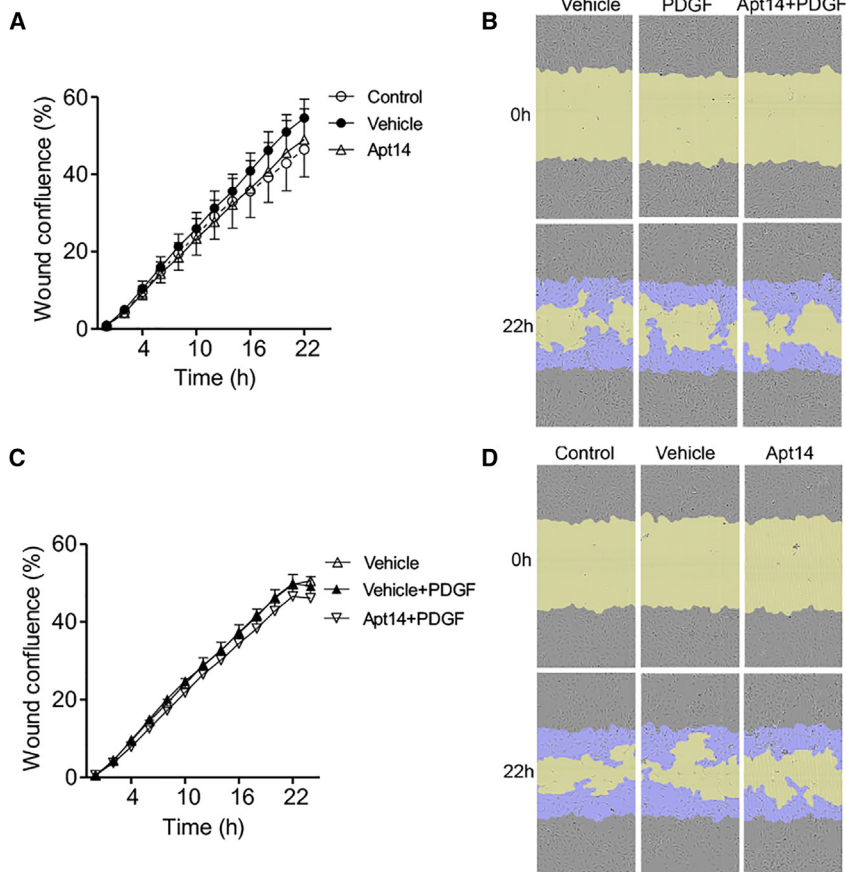 A
60
40
20
0
Wound confluence (%)
4 10 16 22
Time (h)
Control
Vehicle
Apt14
B
Vehicle PDGF Apt14+PDGF
0h
22h
C
60
40
20
0
Wound confluence (%)
4 10 16 22
Time (h)
Vehicle
Vehicle+PDGF
Apt14+PDGF
D
Control Vehicle Apt14
0h
22h